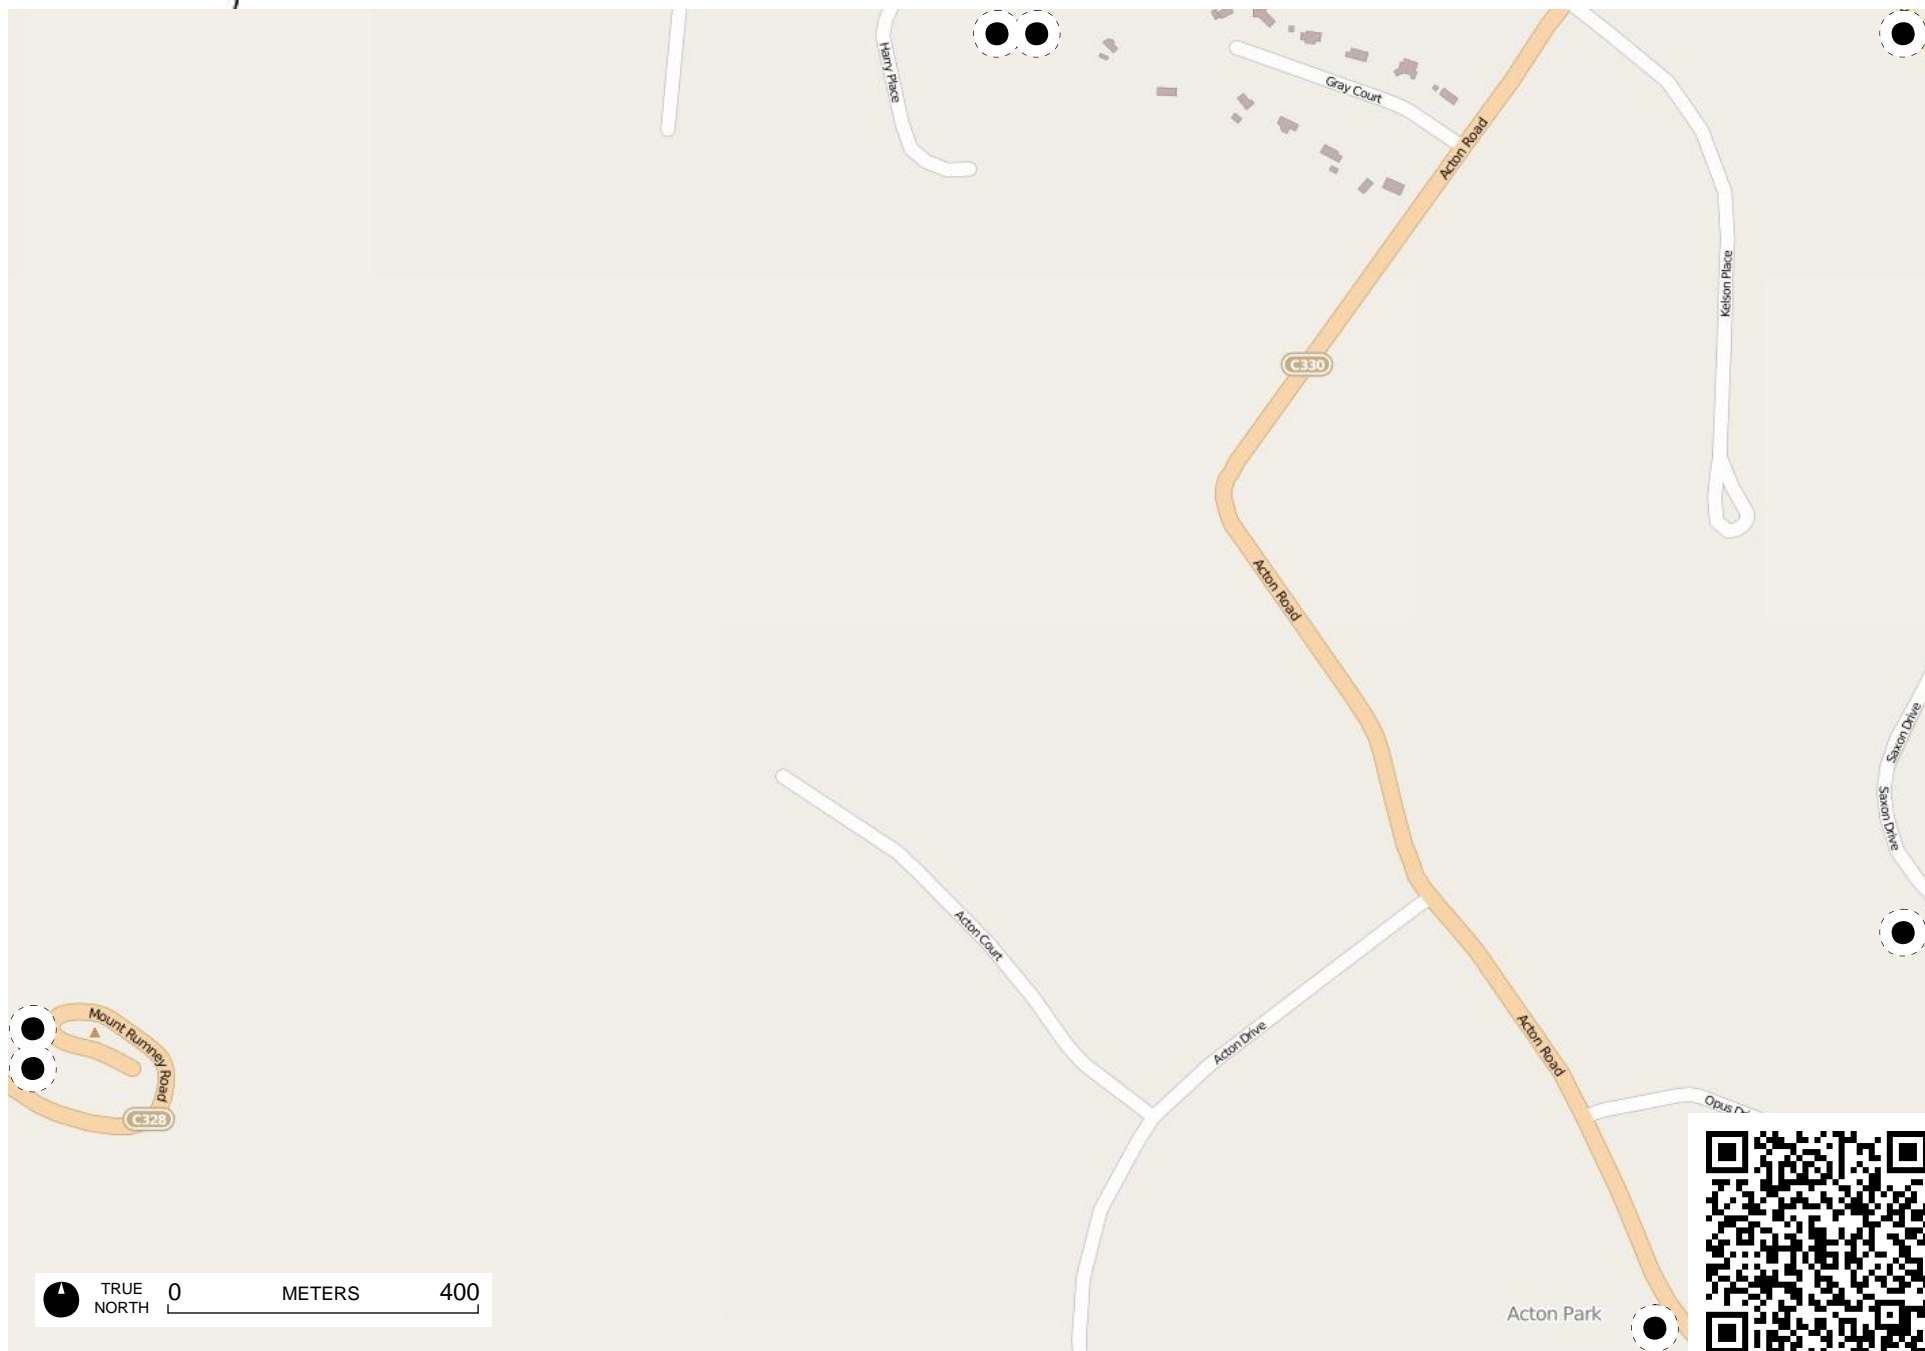 Harry Place
Gray Court
Acton Road
Kelson Place
C330
Acton Road
Saxon Drive
Saxon Drive
Acton Court
Mount Rumney Road
Acton Drive
Acton Road
Opus
C328
TRUE
NORTH
0 METERS 400
Acton Park